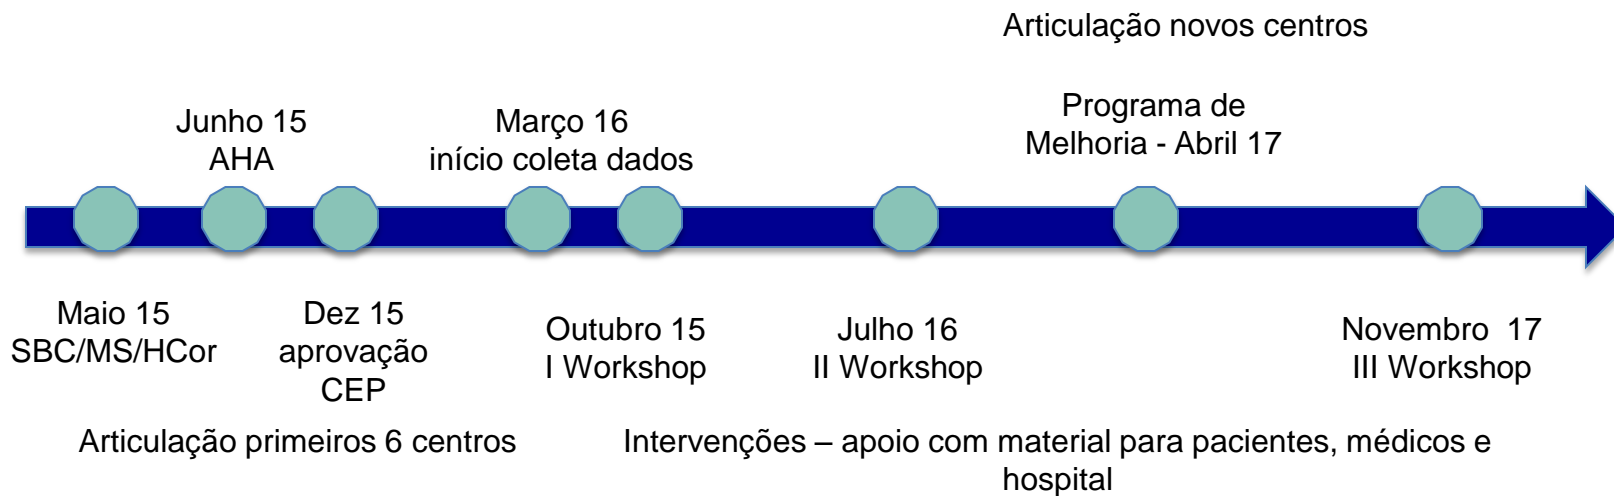 Articulação novos centros
Junho 15
AHA
Março 16
início coleta dados
Programa de
Melhoria - Abril 17
Maio 15
SBC/MS/HCor
Dez 15
aprovação
CEP
Outubro 15
I Workshop
Julho 16
II Workshop
Novembro 17
III Workshop
Articulação primeiros 6 centros
Intervenções – apoio com material para pacientes, médicos e
hospital